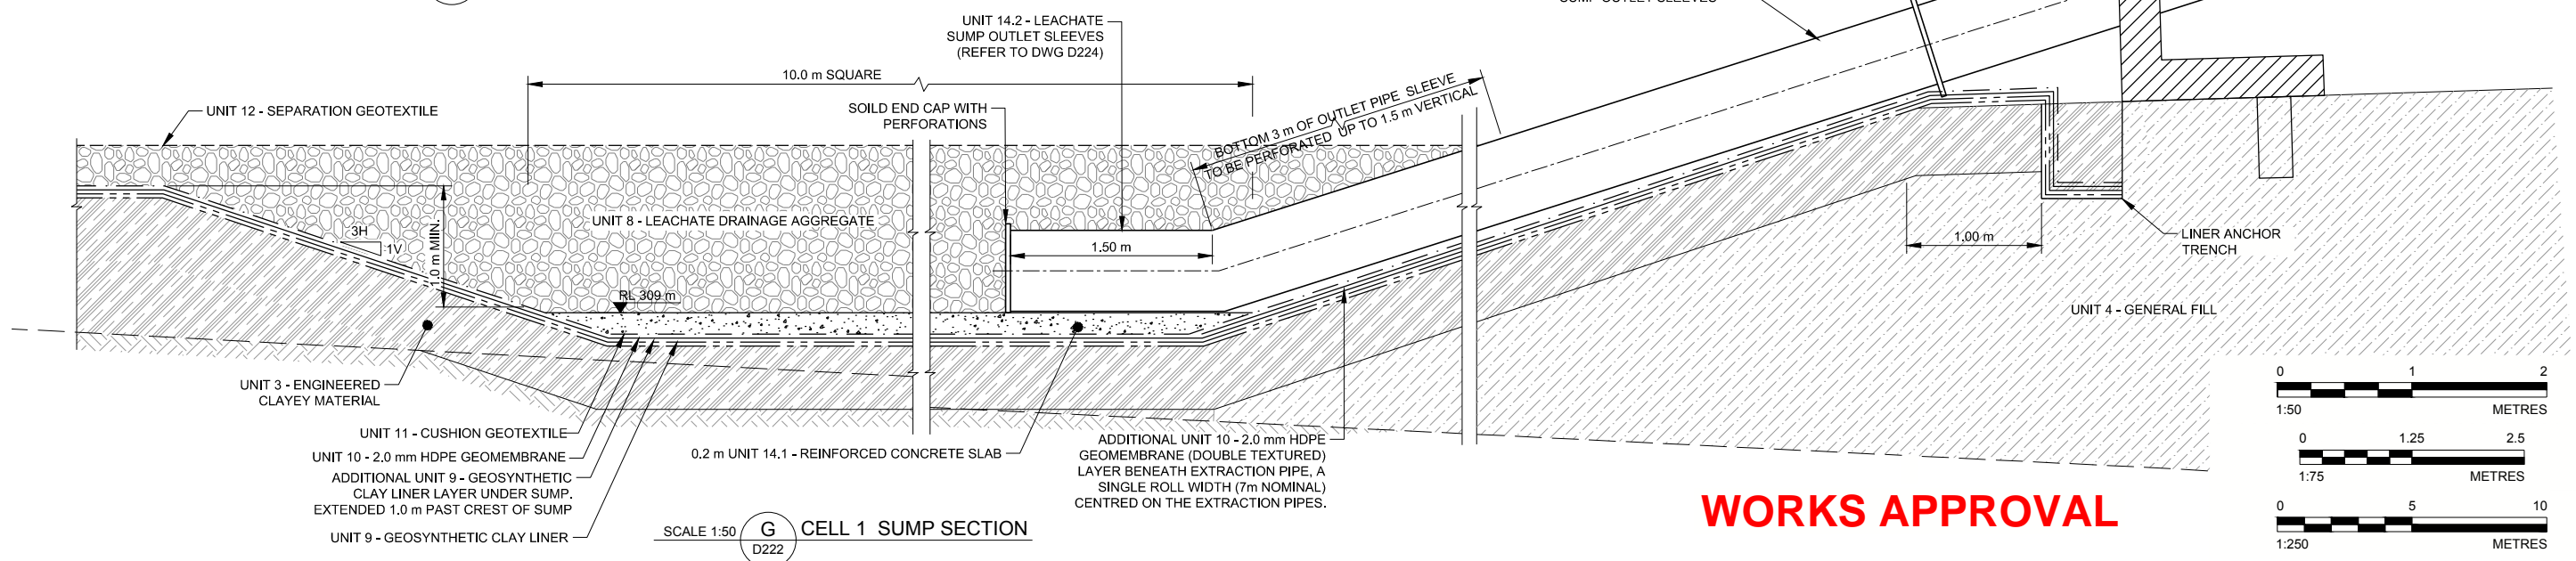 SUMP OUTLET SLEEVES
UNIT 14.2 - LEACHATE
SUMP OUTLET SLEEVES
(REFER TO DWG D224)
10.0 m SQUARE
UNIT 12 - SEPARATION GEOTEXTILE
SOILD END CAP WITH
PERFORATIONS
BOTTOM 3 m OF OUTLET PIPE SLEEVE
TO BE PERFORATED UP TO 1.5 m VERTICAL
UNIT 8 - LEACHATE DRAINAGE AGGREGATE
3H
1V
1.0 m MIN.
1.50 m
1.00 m
LINER ANCHOR
TRENCH
RL 309 m
UNIT 4 - GENERAL FILL
UNIT 3 - ENGINEERED
CLAYEY MATERIAL
UNIT 11 - CUSHION GEOTEXTILE
UNIT 10 - 2.0 mm HDPE GEOMEMBRANE
ADDITIONAL UNIT 9 - GEOSYNTHETIC
CLAY LINER LAYER UNDER SUMP.
EXTENDED 1.0 m PAST CREST OF SUMP
UNIT 9 - GEOSYNTHETIC CLAY LINER
0.2 m UNIT 14.1 - REINFORCED CONCRETE SLAB
ADDITIONAL UNIT 10 - 2.0 mm HDPE
GEOMEMBRANE (DOUBLE TEXTURED)
LAYER BENEATH EXTRACTION PIPE, A
SINGLE ROLL WIDTH (7m NOMINAL)
CENTRED ON THE EXTRACTION PIPES.
SCALE 1:50 G CELL 1 SUMP SECTION
D222
WORKS APPROVAL
0 1 2
1:50 METRES
0 1.25 2.5
1:75 METRES
0 5 10
1:250 METRES